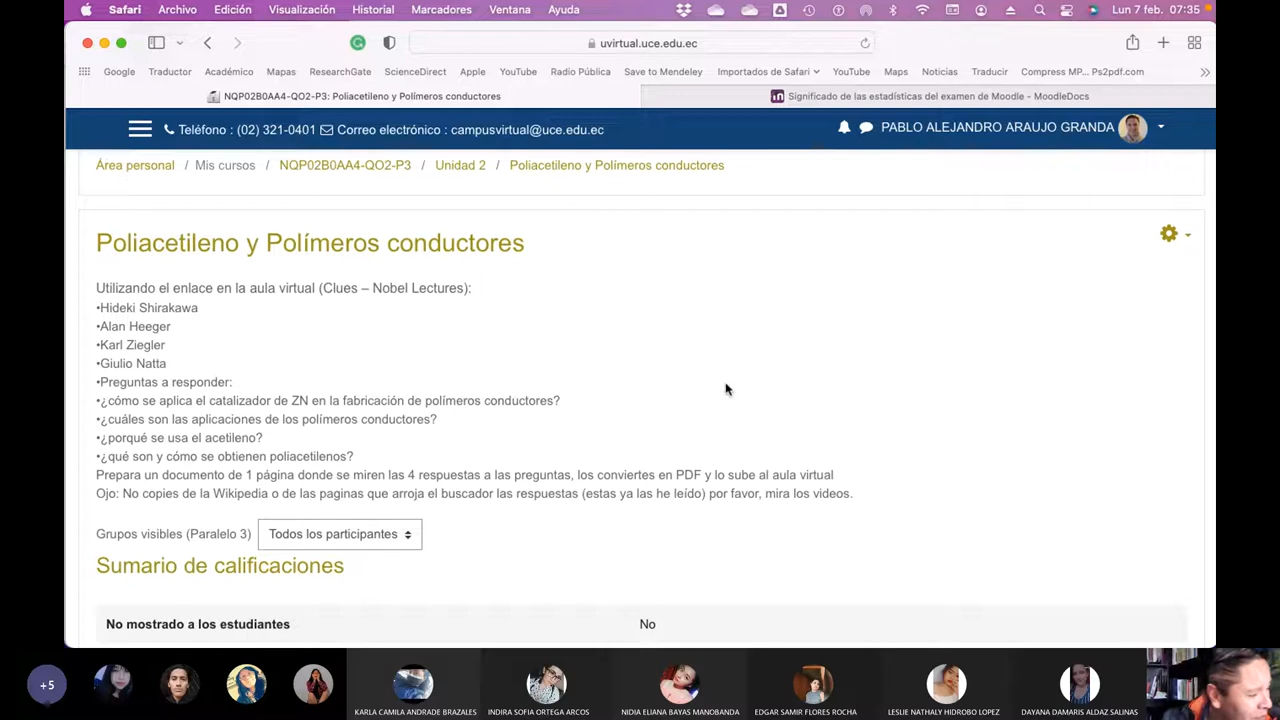 Safari Archivo Edición Visualización Historial Marcadores Ventana Ayuda Lun 7 feb. 07:35
uvirtual.uce.edu.ec
Google Traductor Académico Mapas ResearchGate ScienceDirect Apple YouTube Radio Pública Save to Mendeley Importados de Safari YouTube Maps Noticias Traducir Compress MP... Ps2pdf.com
NQP02B0AA4-QO2-P3: Poliacetileno y Polímeros conductores Significado de las estadísticas del examen de Moodle - MoodleDocs
Teléfono : (02) 321-0401 Correo electrónico : campusvirtual@uce.edu.ec PABLO ALEJANDRO ARAUJO GRANDA
Área personal / Mis cursos / NQP02B0AA4-QO2-P3 / Unidad 2 / Poliacetileno y Polímeros conductores
Poliacetileno y Polímeros conductores
Utilizando el enlace en la aula virtual (Clues – Nobel Lectures):
•Hideki Shirakawa
•Alan Heeger
•Karl Ziegler
•Giulio Natta
•Preguntas a responder:
•¿cómo se aplica el catalizador de ZN en la fabricación de polímeros conductores?
•¿cuáles son las aplicaciones de los polímeros conductores?
•¿porqué se usa el acetileno?
•¿qué son y cómo se obtienen poliacetilenos?
Prepara un documento de 1 página donde se miren las 4 respuestas a las preguntas, los conviertes en PDF y lo sube al aula virtual
Ojo: No copies de la Wikipedia o de las paginas que arroja el buscador las respuestas (estas ya las he leído) por favor, mira los videos.
Grupos visibles (Paralelo 3) Todos los participantes
Sumario de calificaciones
No mostrado a los estudiantes No
+5 KARLA CAMILA ANDRADE BRAZALES INDIRA SOFIA ORTEGA ARCOS NIDIA ELIANA BAYAS MANOBANDA EDGAR SAMIR FLORES ROCHA LESLIE NATHALY HIDROBO LOPEZ DAYANA DAMARIS ALDAZ SALINAS